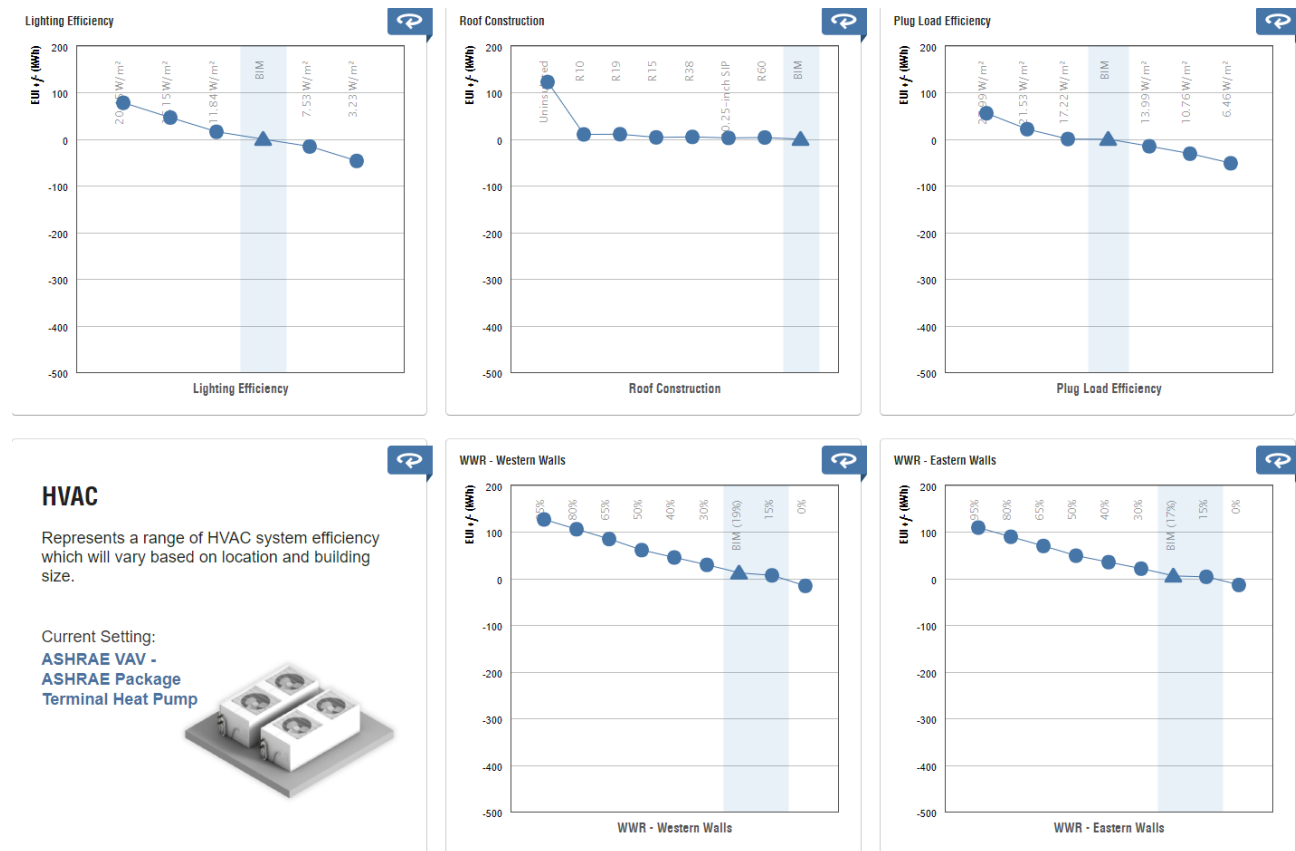 Lighting Efficiency
EUI +/- (kWh)
200
100
0
-100
-200
-300
-400
-500
11.84 W/m²
BIM
7.53 W/m²
3.23 W/m²
Lighting Efficiency
Roof Construction
EUI +/- (kWh)
200
100
0
-100
-200
-300
-400
-500
R10
R19
R15
R38
R60
BIM
Roof Construction
Plug Load Efficiency
EUI +/- (kWh)
200
100
0
-100
-200
-300
-400
-500
17.22 W/m²
BIM
13.99 W/m²
10.76 W/m²
6.46 W/m²
Plug Load Efficiency
HVAC
Represents a range of HVAC system efficiency
which will vary based on location and building
size.
Current Setting:
ASHRAE VAV -
ASHRAE Package
Terminal Heat Pump
WWR - Western Walls
EUI +/- (kWh)
200
100
0
-100
-200
-300
-400
-500
80%
65%
50%
40%
30%
BIM (19%)
15%
0%
WWR - Western Walls
WWR - Eastern Walls
EUI +/- (kWh)
200
100
0
-100
-200
-300
-400
-500
95%
80%
65%
50%
40%
30%
BIM (17%)
15%
0%
WWR - Eastern Walls